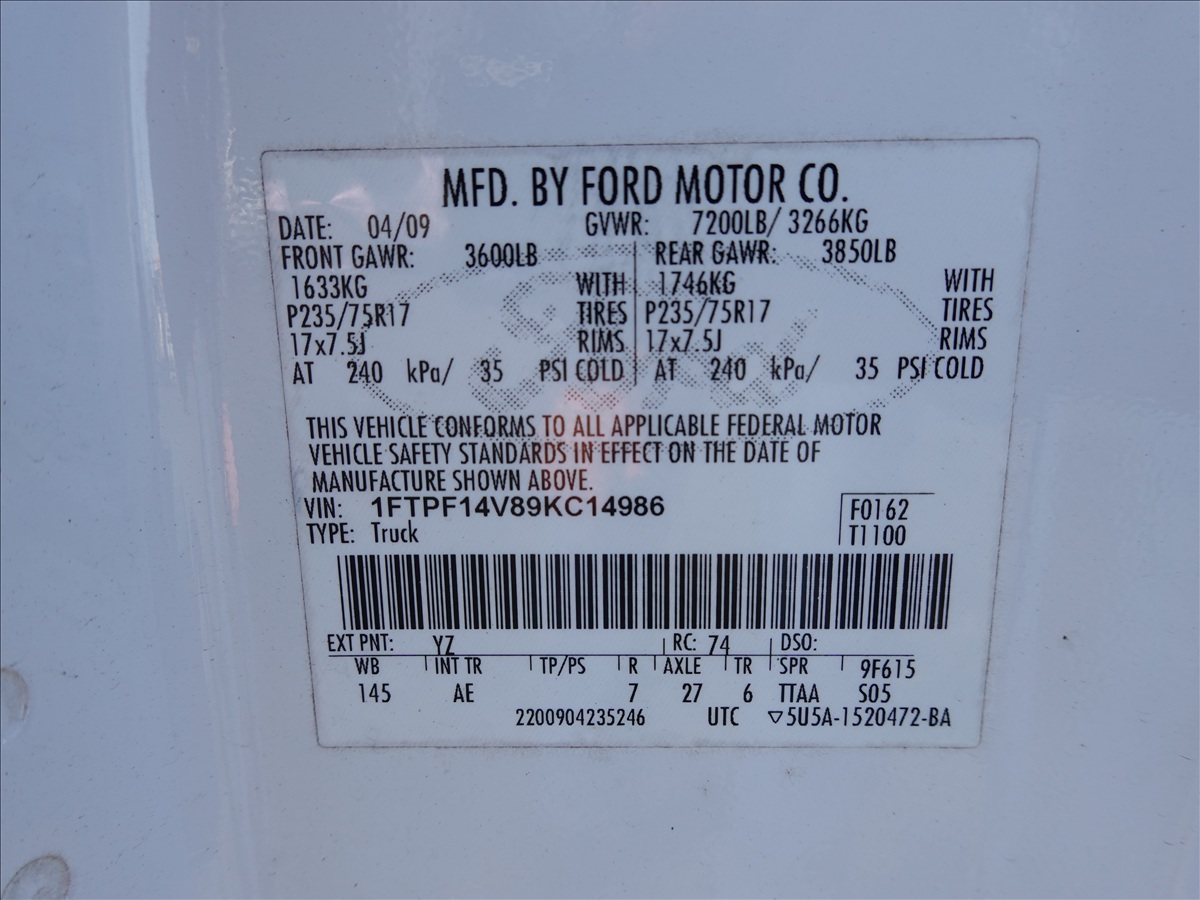 MFD. BY FORD MOTOR CO.
DATE: 04/09 GVWR: 7200LB/ 3266KG
FRONT GAWR: 3600LB REAR GAWR: 3850LB
1633KG WITH 1746KG WITH
P235/75R17 TIRES P235/75R17 TIRES
17x7.5J RIMS 17x7.5J RIMS
AT 240 kPa/ 35 PSI COLD AT 240 kPa/ 35 PSI COLD
Ford
THIS VEHICLE CONFORMS TO ALL APPLICABLE FEDERAL MOTOR
VEHICLE SAFETY STANDARDS IN EFFECT ON THE DATE OF
MANUFACTURE SHOWN ABOVE.
VIN: 1FTPF14V89KC14986 F0162
TYPE: Truck T1100
EXT PNT: YZ RC: 74 DSO:
WB INT TR TP/PS R AXLE TR SPR 9F615
145 AE 7 27 6 TTAA S05
2200904235246 UTC ▽5U5A-1520472-BA